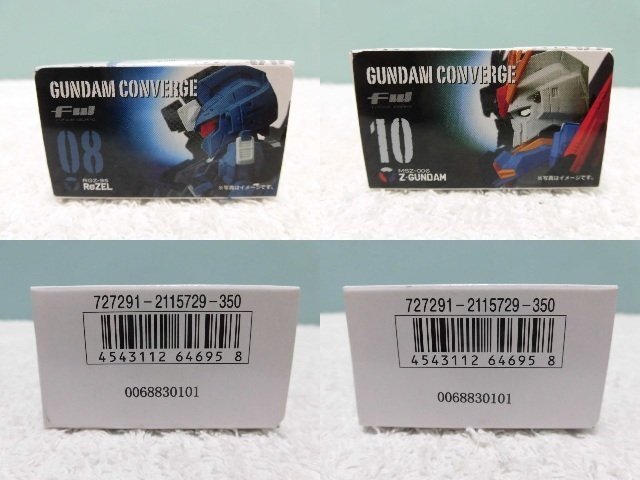 GUNDAM CONVERGE
FW
08
RGZ-95
ReZEL
※写真はイメージです。
GUNDAM CONVERGE
FW
10
MSZ-006
Z-GUNDAM
※写真はイメージです。
727291-2115729-350
4543112 64695 8
0068830101
727291-2115729-350
4543112 64695 8
0068830101